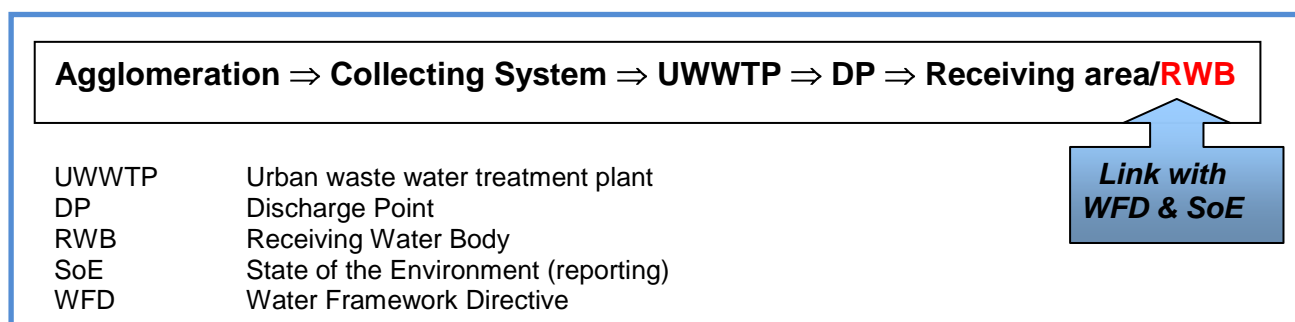 Agglomeration ⇒ Collecting System ⇒ UWWTP ⇒ DP ⇒ Receiving area/RWB
Link with
WFD & SoE
UWWTP Urban waste water treatment plant
DP Discharge Point
RWB Receiving Water Body
SoE State of the Environment (reporting)
WFD Water Framework Directive